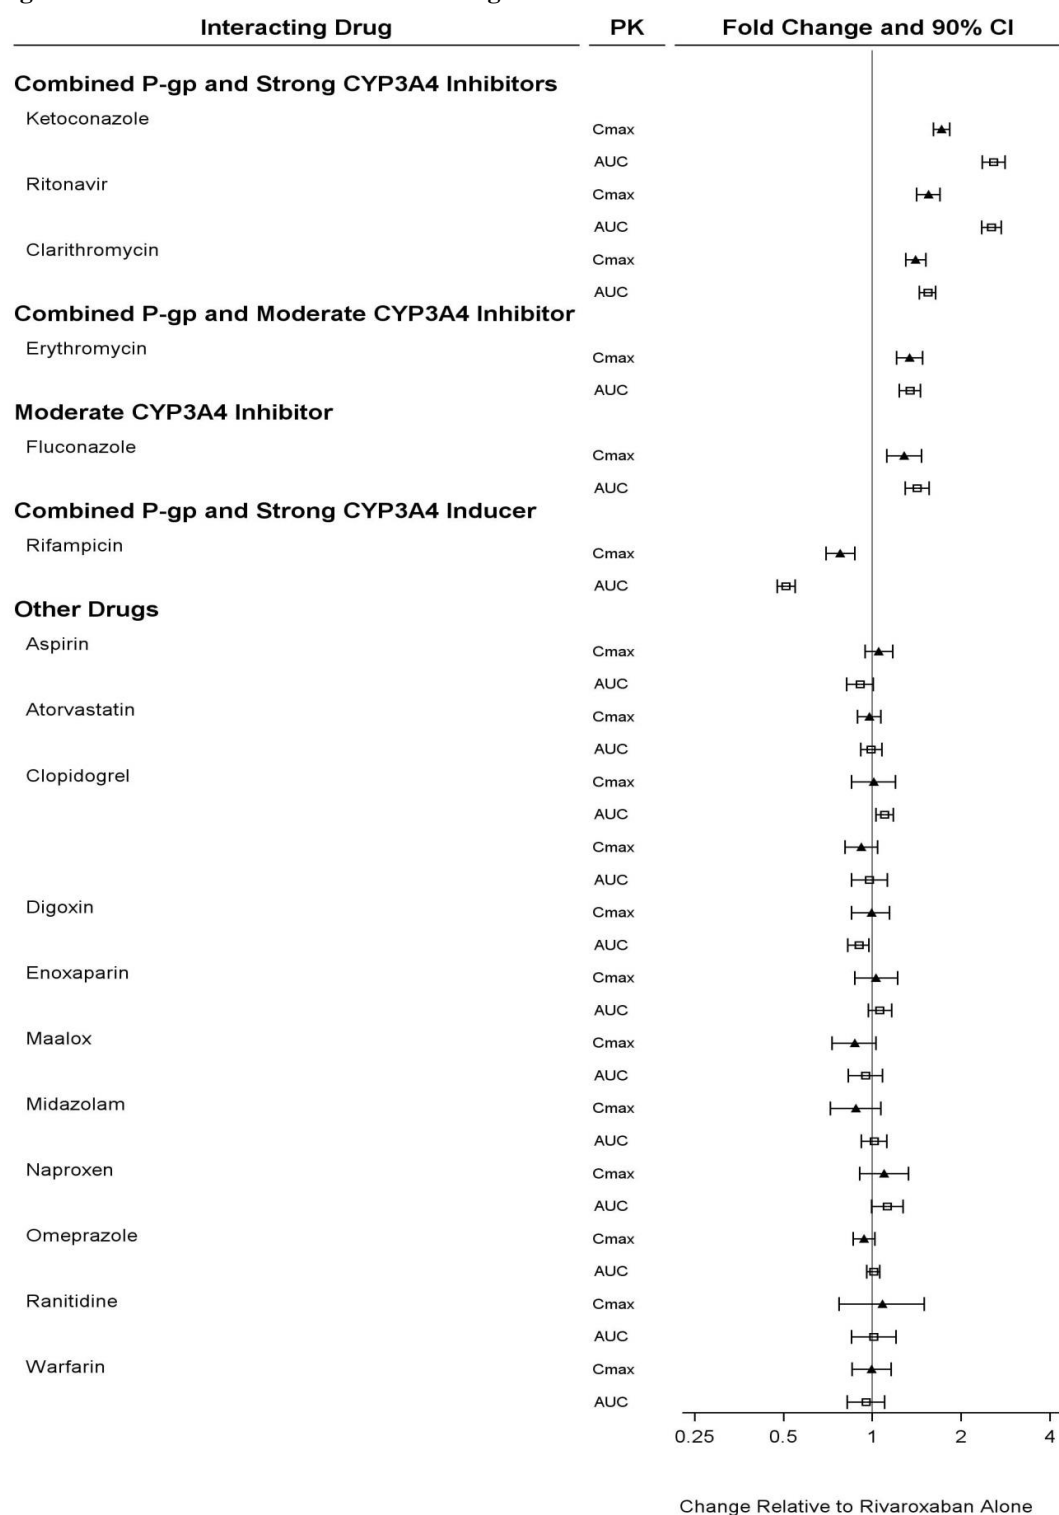 Interacting Drug PK Fold Change and 90% CI
Combined P-gp and Strong CYP3A4 Inhibitors
Ketoconazole
Cmax
AUC
Ritonavir
Cmax
AUC
Clarithromycin
Cmax
AUC
Combined P-gp and Moderate CYP3A4 Inhibitor
Erythromycin
Cmax
AUC
Moderate CYP3A4 Inhibitor
Fluconazole
Cmax
AUC
Combined P-gp and Strong CYP3A4 Inducer
Rifampicin
Cmax
AUC
Other Drugs
Aspirin
Cmax
AUC
Atorvastatin
Cmax
AUC
Clopidogrel
Cmax
AUC
Cmax
AUC
Digoxin
Cmax
AUC
Enoxaparin
Cmax
AUC
Maalox
Cmax
AUC
Midazolam
Cmax
AUC
Naproxen
Cmax
AUC
Omeprazole
Cmax
AUC
Ranitidine
Cmax
AUC
Warfarin
Cmax
AUC
0.25 0.5 1 2 4
Change Relative to Rivaroxaban Alone